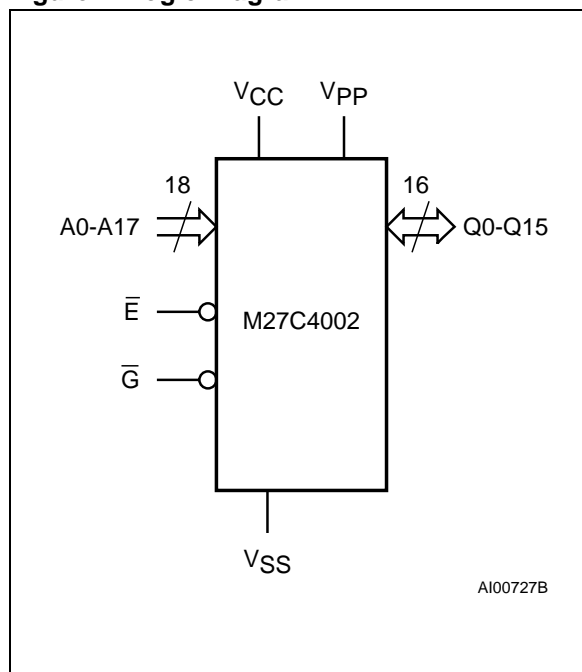 VCC VPP
18 16
A0-A17 Q0-Q15
E
M27C4002
G
VSS
AI00727B